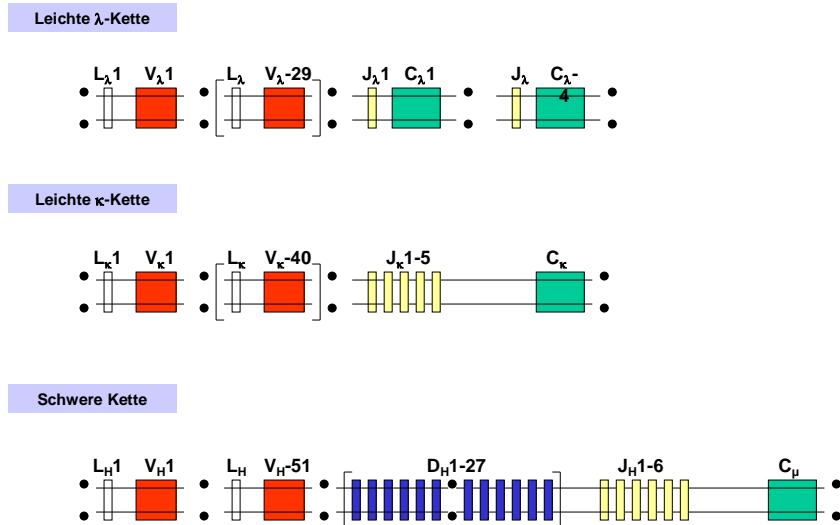 Leichte λ-Kette
Lλ1 Vλ1 Lλ Vλ-29 Jλ1 Cλ1 Jλ Cλ-4
Leichte κ-Kette
Lκ1 Vκ1 Lκ Vκ-40 Jκ1-5 Cκ
Schwere Kette
LH1 VH1 LH VH-51 DH1-27 JH1-6 Cμ